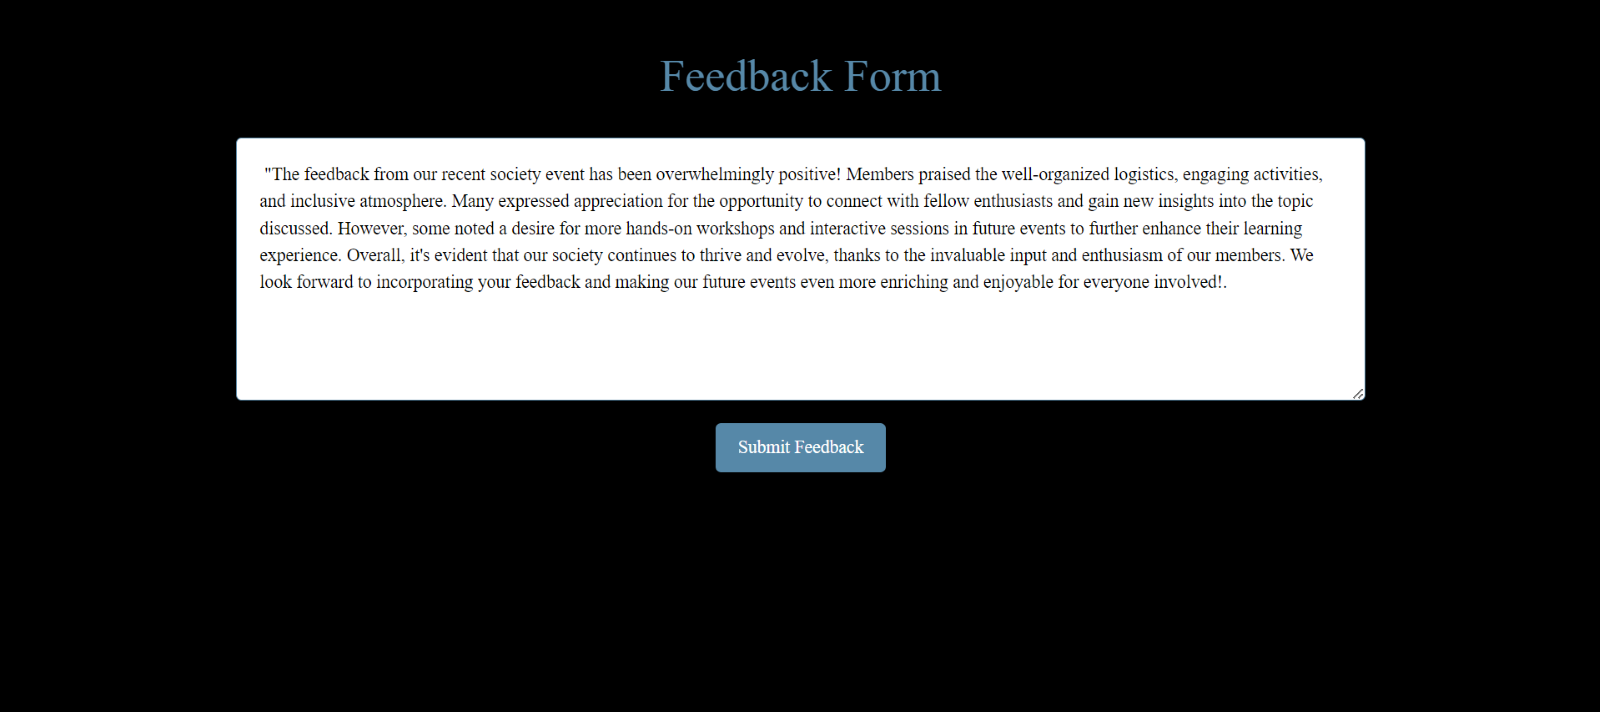 Feedback Form
"The feedback from our recent society event has been overwhelmingly positive! Members praised the well-organized logistics, engaging activities,
and inclusive atmosphere. Many expressed appreciation for the opportunity to connect with fellow enthusiasts and gain new insights into the topic
discussed. However, some noted a desire for more hands-on workshops and interactive sessions in future events to further enhance their learning
experience. Overall, it's evident that our society continues to thrive and evolve, thanks to the invaluable input and enthusiasm of our members. We
look forward to incorporating your feedback and making our future events even more enriching and enjoyable for everyone involved!.
Submit Feedback